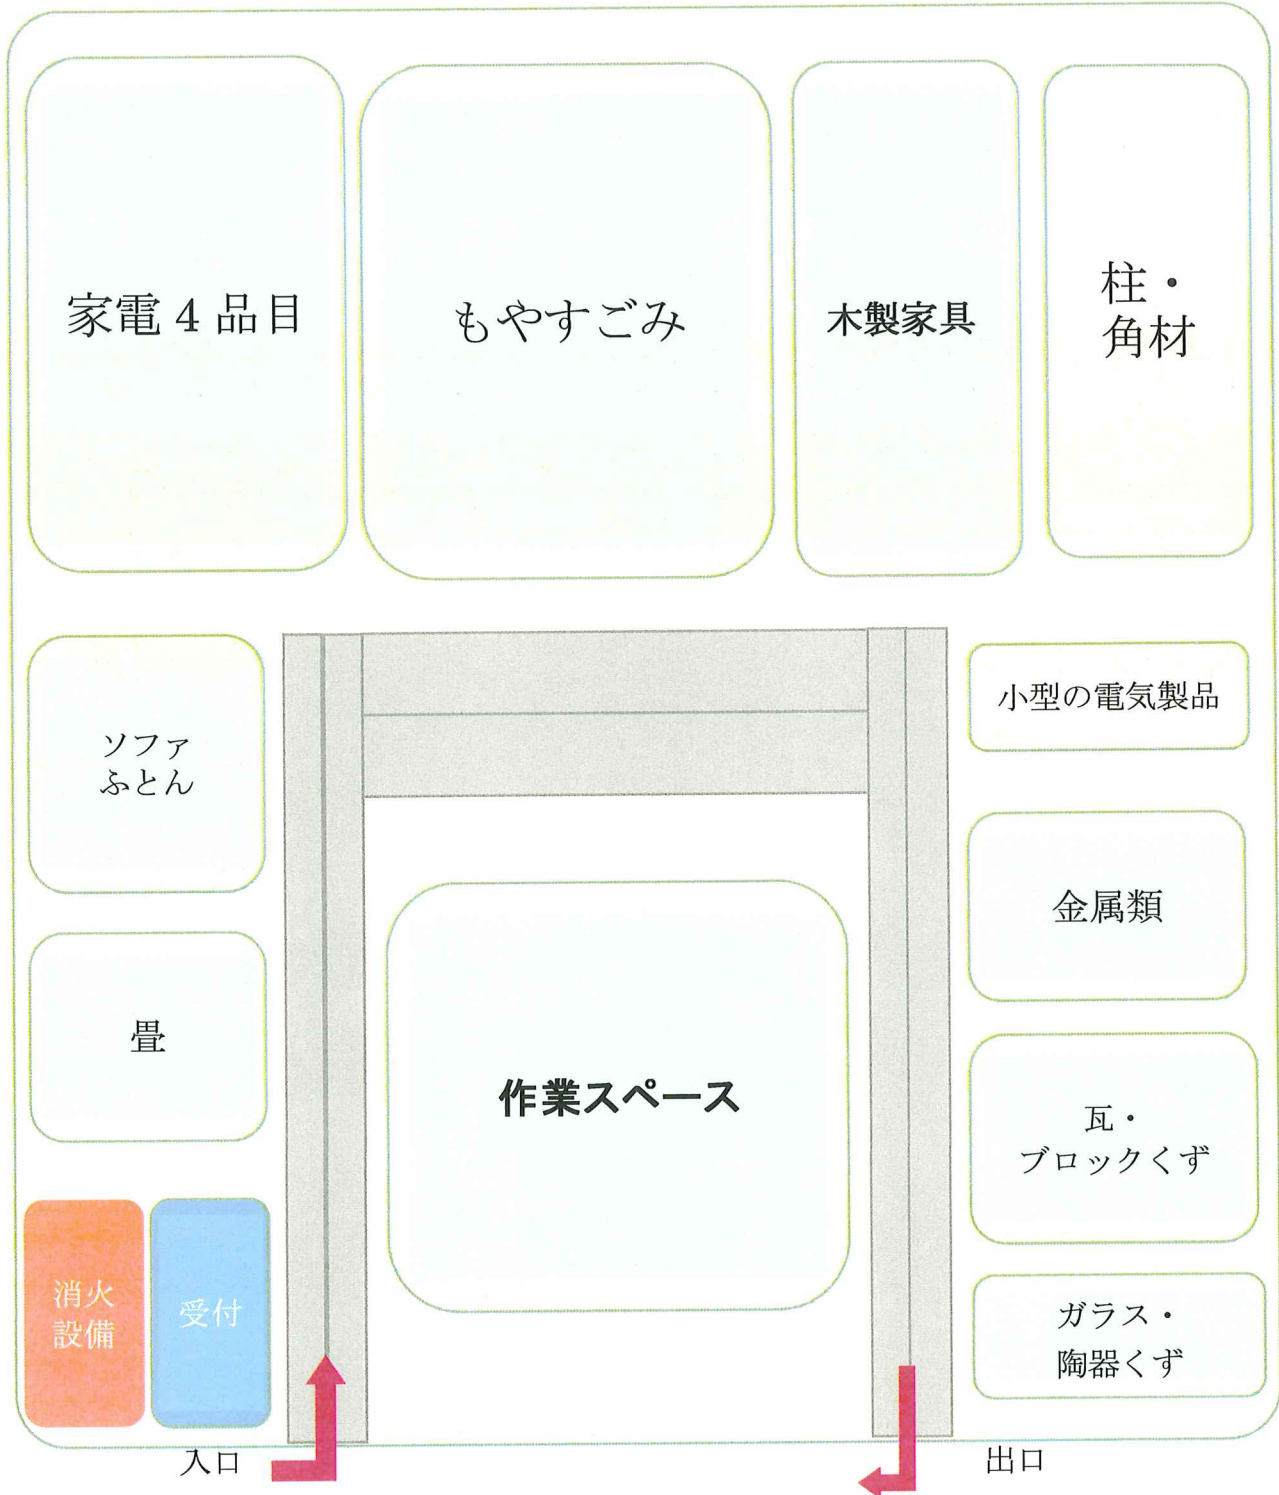 家電４品目
もやすごみ
木製家具
柱・
角材
ソファ
ふとん
小型の電気製品
畳
金属類
作業スペース
瓦・
ブロックくず
消火
設備
受付
ガラス・
陶器くず
入口
出口